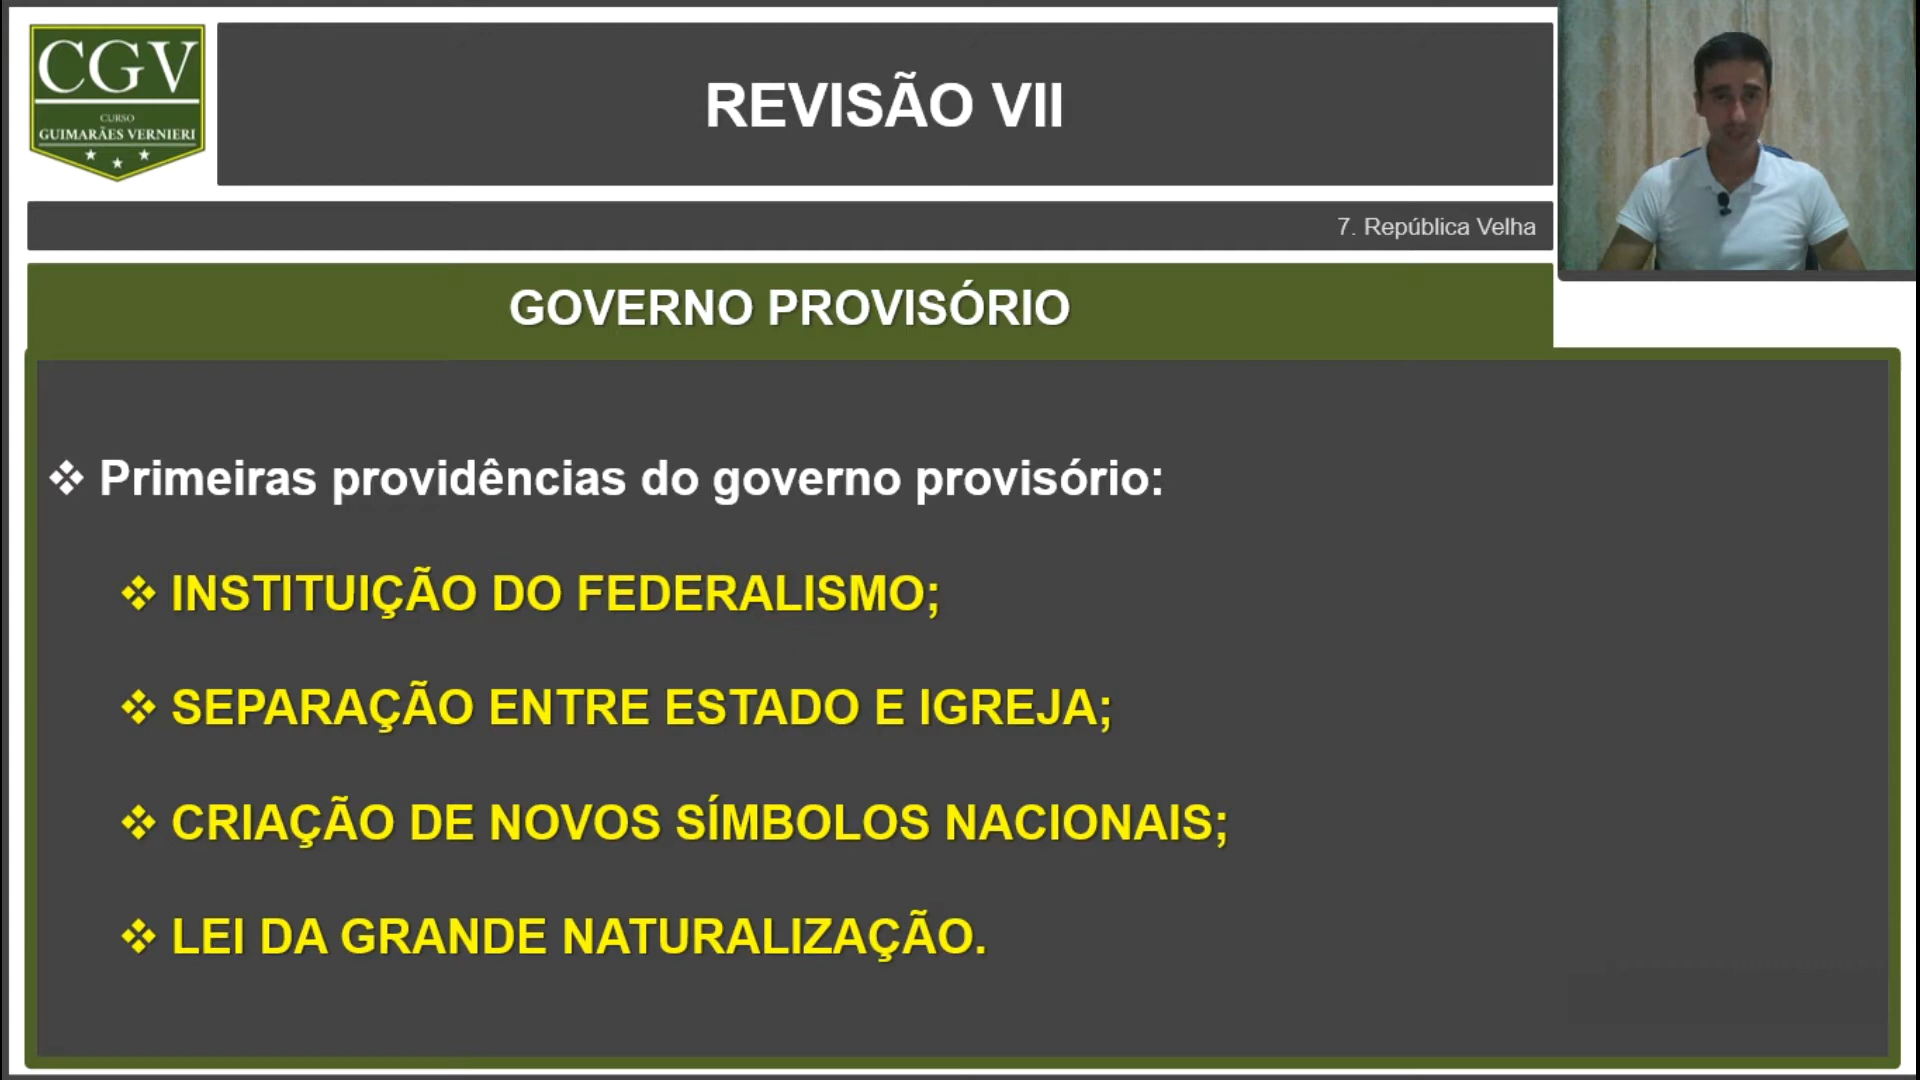 CGV
CURSO
GUIMARÃES VERNIERI
REVISÃO VII
7. República Velha
GOVERNO PROVISÓRIO
Primeiras providências do governo provisório:
INSTITUIÇÃO DO FEDERALISMO;
SEPARAÇÃO ENTRE ESTADO E IGREJA;
CRIAÇÃO DE NOVOS SÍMBOLOS NACIONAIS;
LEI DA GRANDE NATURALIZAÇÃO.